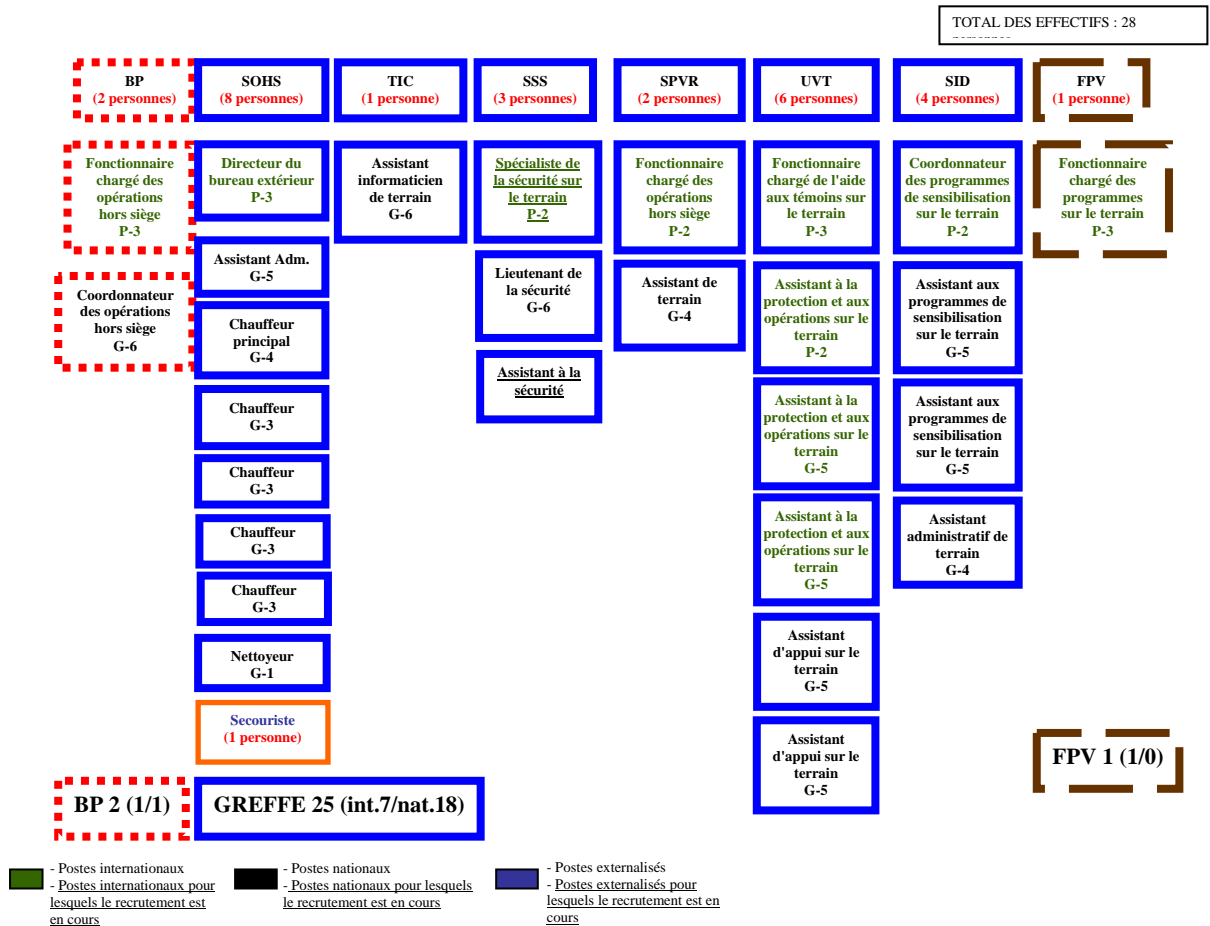 TOTAL DES EFFECTIFS : 28
BP
(2 personnes)
SOHS
(8 personnes)
TIC
(1 personne)
SSS
(3 personnes)
SPVR
(2 personnes)
UVT
(6 personnes)
SID
(4 personnes)
FPV
(1 personne)
Fonctionnaire
chargé des
opérations
hors siège
P-3
Directeur du
bureau extérieur
P-3
Assistant
informaticien
de terrain
G-6
Spécialiste de
la sécurité sur
le terrain
P-2
Fonctionnaire
chargé des
opérations
hors siège
P-2
Fonctionnaire
chargé de l'aide
aux témoins sur
le terrain
P-3
Coordonnateur
des programmes
de sensibilisation
sur le terrain
P-2
Fonctionnaire
chargé des
programmes
sur le terrain
P-3
Coordonnateur
des opérations
hors siège
G-6
Assistant Adm.
G-5
Chauffeur
principal
G-4
Chauffeur
G-3
Chauffeur
G-3
Chauffeur
G-3
Chauffeur
G-3
Nettoyeur
G-1
Secouriste
(1 personne)
Lieutenant de
la sécurité
G-6
Assistant à la
sécurité
Assistant de
terrain
G-4
Assistant à la
protection et aux
opérations sur le
terrain
P-2
Assistant à la
protection et aux
opérations sur le
terrain
G-5
Assistant à la
protection et aux
opérations sur le
terrain
G-5
Assistant
d'appui sur le
terrain
G-5
Assistant
d'appui sur le
terrain
G-5
Assistant aux
programmes de
sensibilisation
sur le terrain
G-5
Assistant aux
programmes de
sensibilisation
sur le terrain
G-5
Assistant
administratif de
terrain
G-4
FPV 1 (1/0)
BP 2 (1/1)
GREFFE 25 (int.7/nat.18)
- Postes internationaux
- Postes internationaux pour
lesquels le recrutement est
en cours
- Postes nationaux
- Postes nationaux pour lesquels
le recrutement est en cours
- Postes externalisés
- Postes externalisés pour
lesquels le recrutement est en
cours